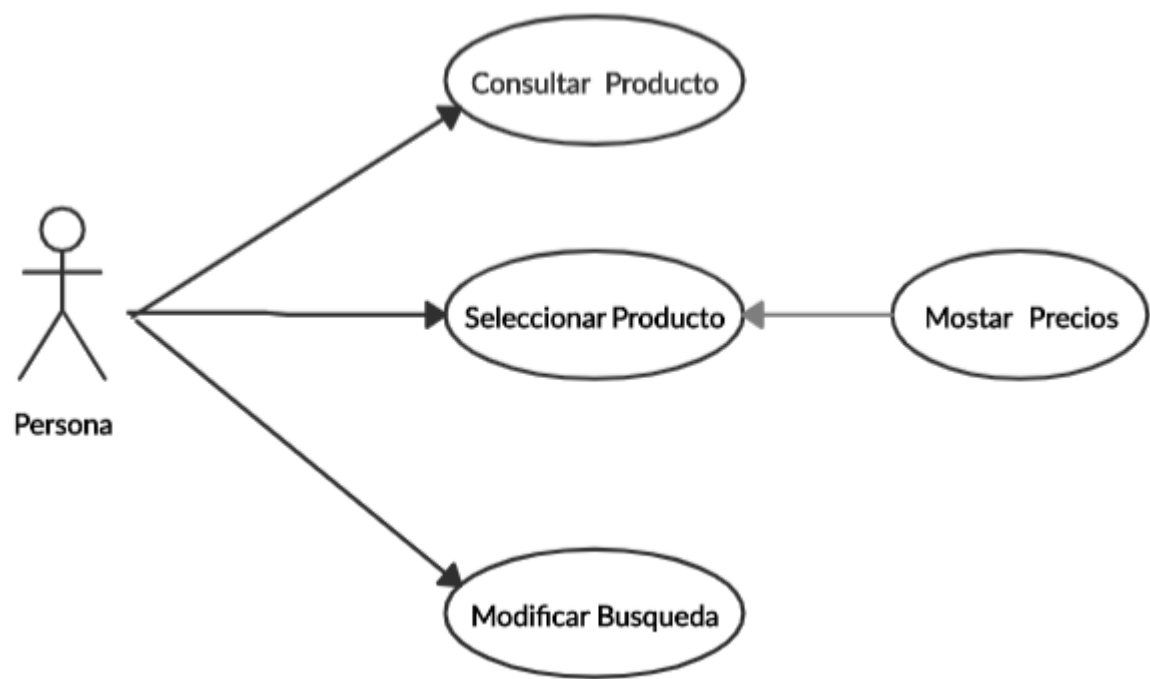 Consultar Producto
Seleccionar Producto
Mostar Precios
Persona
Modificar Busqueda